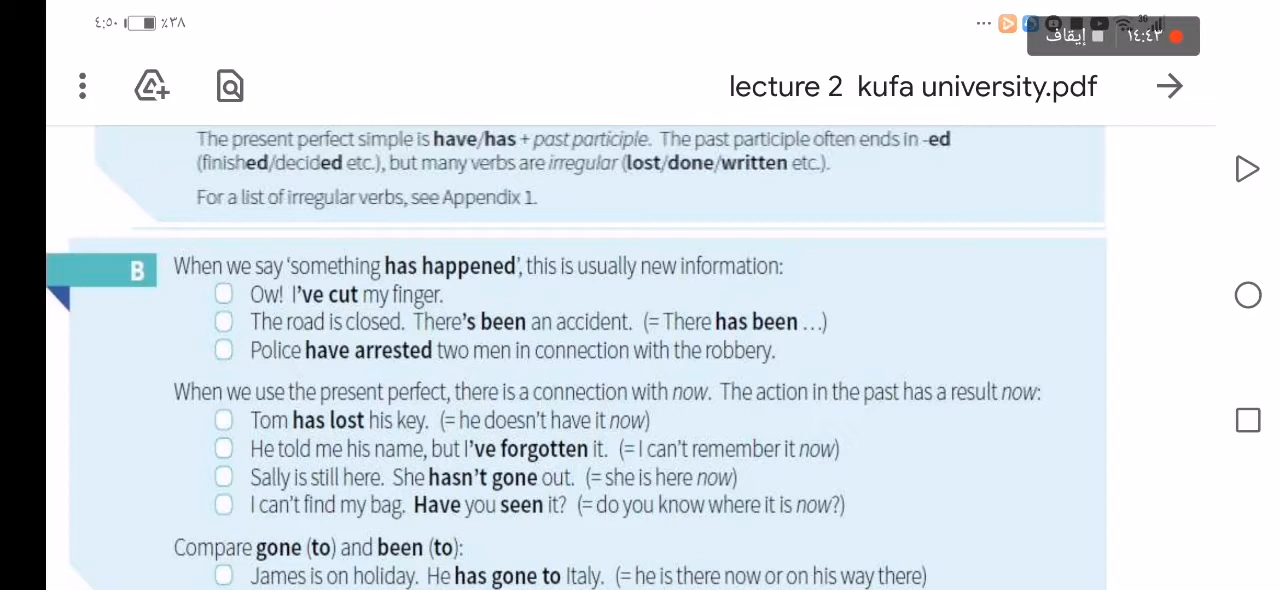 ٤:٥٠ ٪٣٨ ... 3G
إيقاف ١٤:٤٣
lecture 2 kufa university.pdf
The present perfect simple is have/has + past participle. The past participle often ends in -ed
(finished/decided etc.), but many verbs are irregular (lost/done/written etc.).
For a list of irregular verbs, see Appendix 1.
B When we say ‘something has happened’, this is usually new information:
Ow! I’ve cut my finger.
The road is closed. There’s been an accident. (= There has been …)
Police have arrested two men in connection with the robbery.
When we use the present perfect, there is a connection with now. The action in the past has a result now:
Tom has lost his key. (= he doesn’t have it now)
He told me his name, but I’ve forgotten it. (= I can’t remember it now)
Sally is still here. She hasn’t gone out. (= she is here now)
I can’t find my bag. Have you seen it? (= do you know where it is now?)
Compare gone (to) and been (to):
James is on holiday. He has gone to Italy. (= he is there now or on his way there)